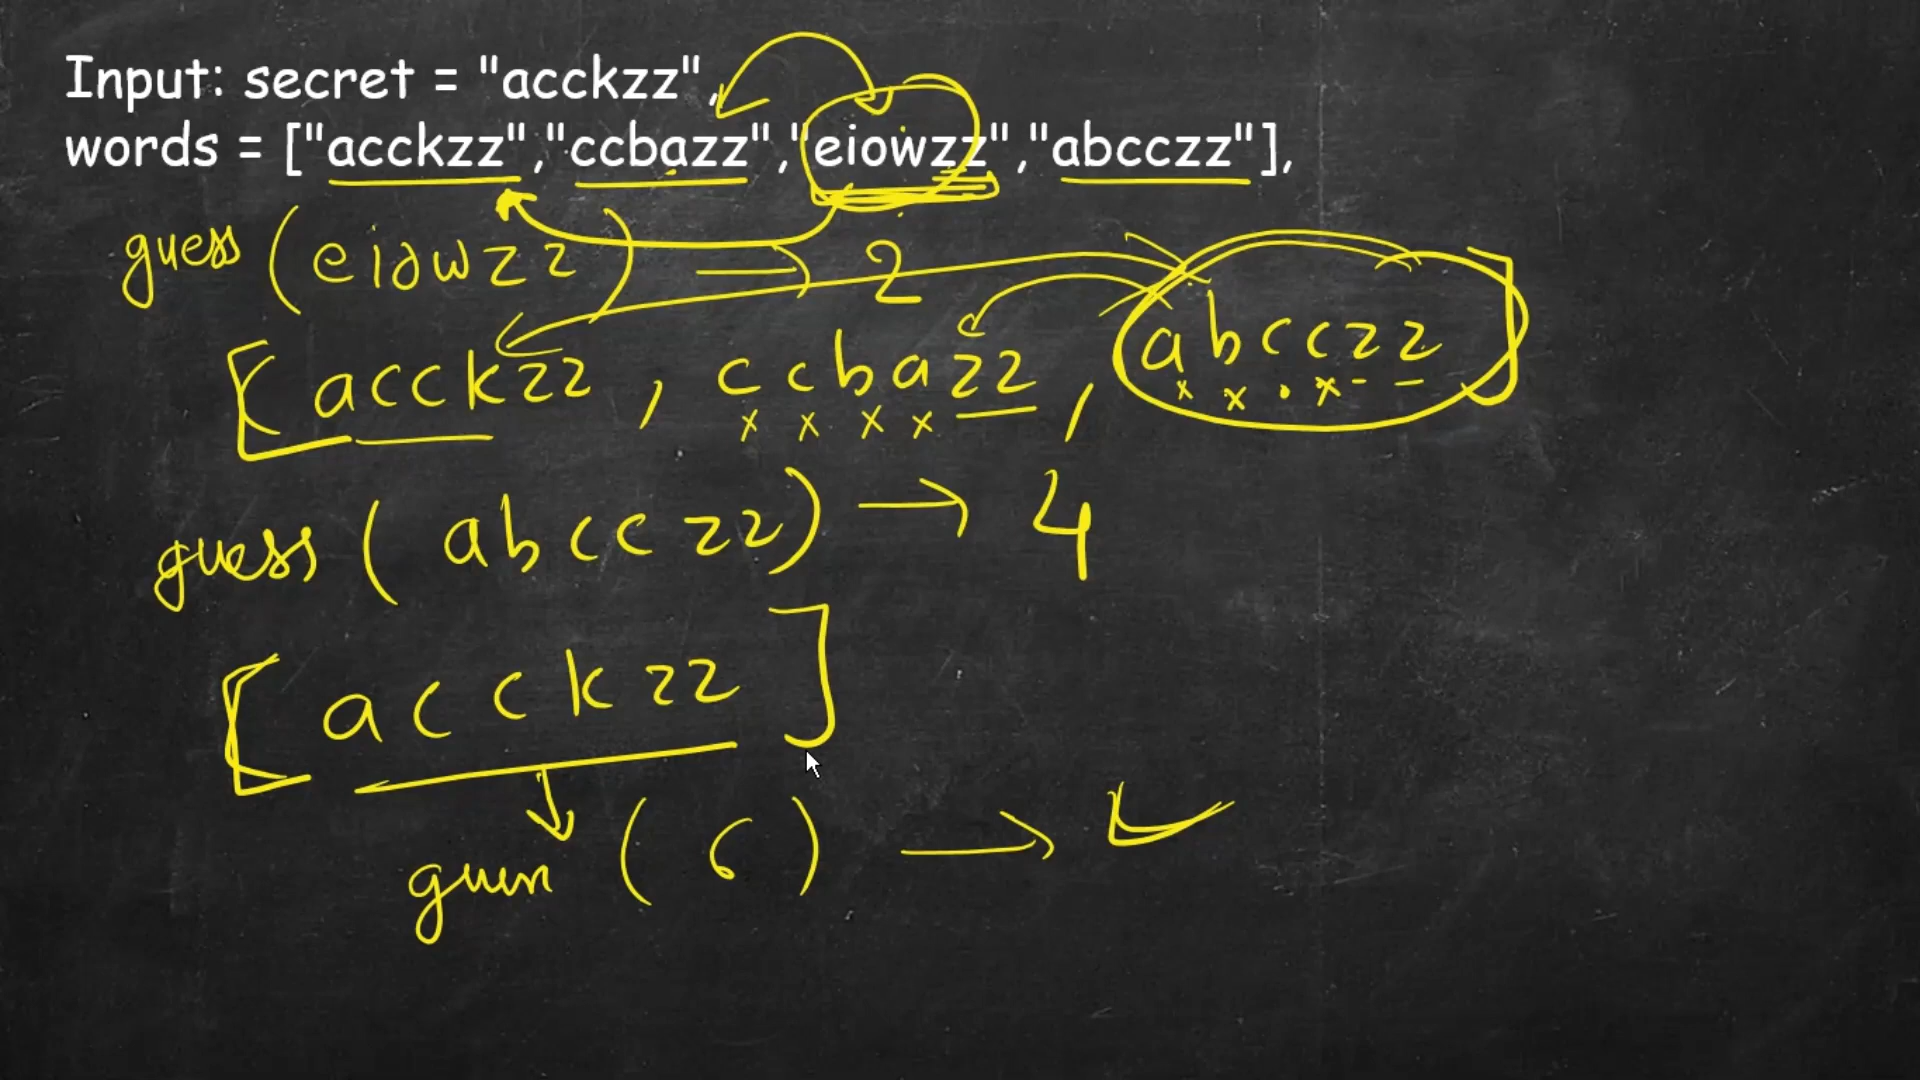 Input: secret = "acckzz",
words = ["acckzz","ccbazz","eiowzz","abcczz"],
guess (eiowzz) → 2
[acckzz, ccbazz, abcczz]
x x x x x x . x - -
guess (abcczz) → 4
[acckzz]
(6) →